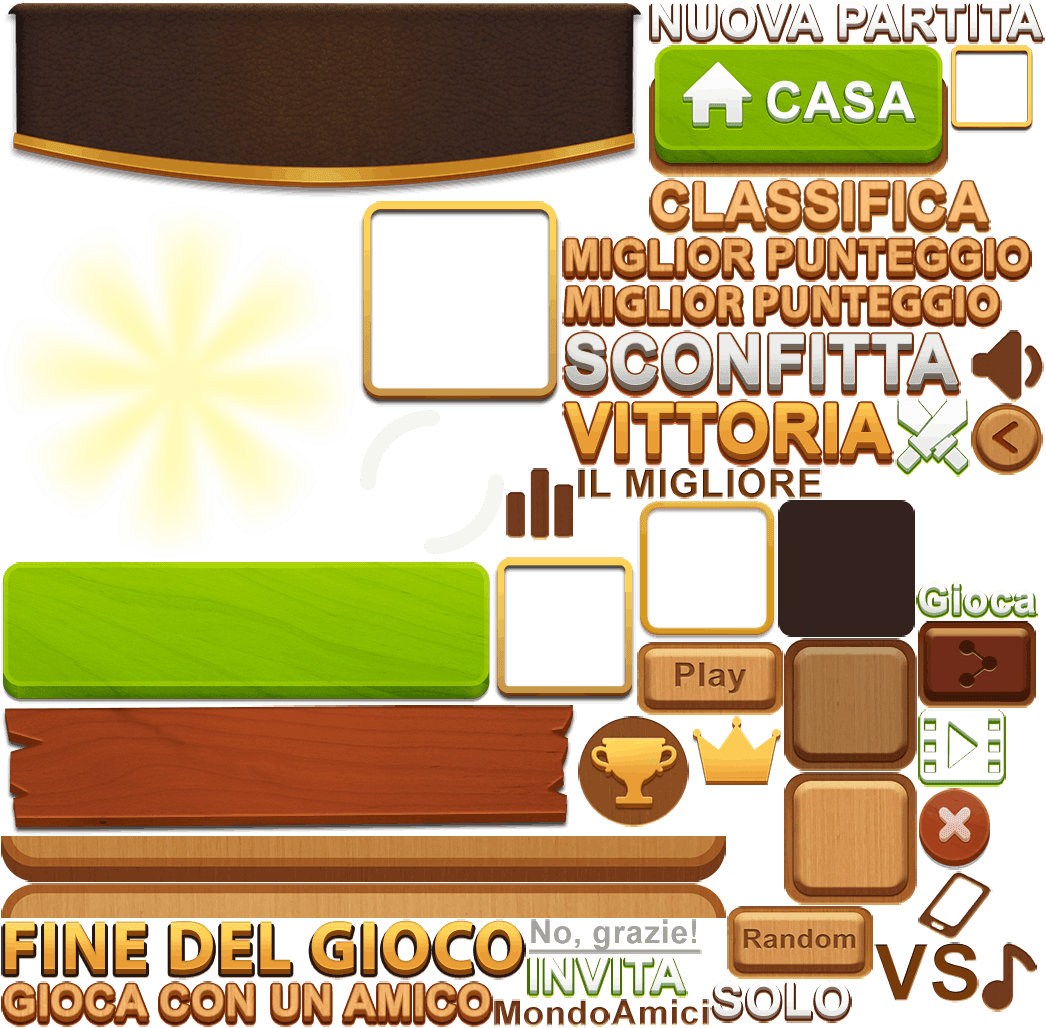 NUOVA PARTITA
CASA
CLASSIFICA
MIGLIOR PUNTEGGIO
MIGLIOR PUNTEGGIO
SCONFITTA
VITTORIA
IL MIGLIORE
Gioca
Play
Random
FINE DEL GIOCO
No, grazie!
INVITA
VS
GIOCA CON UN AMICO
MondoAmici
SOLO